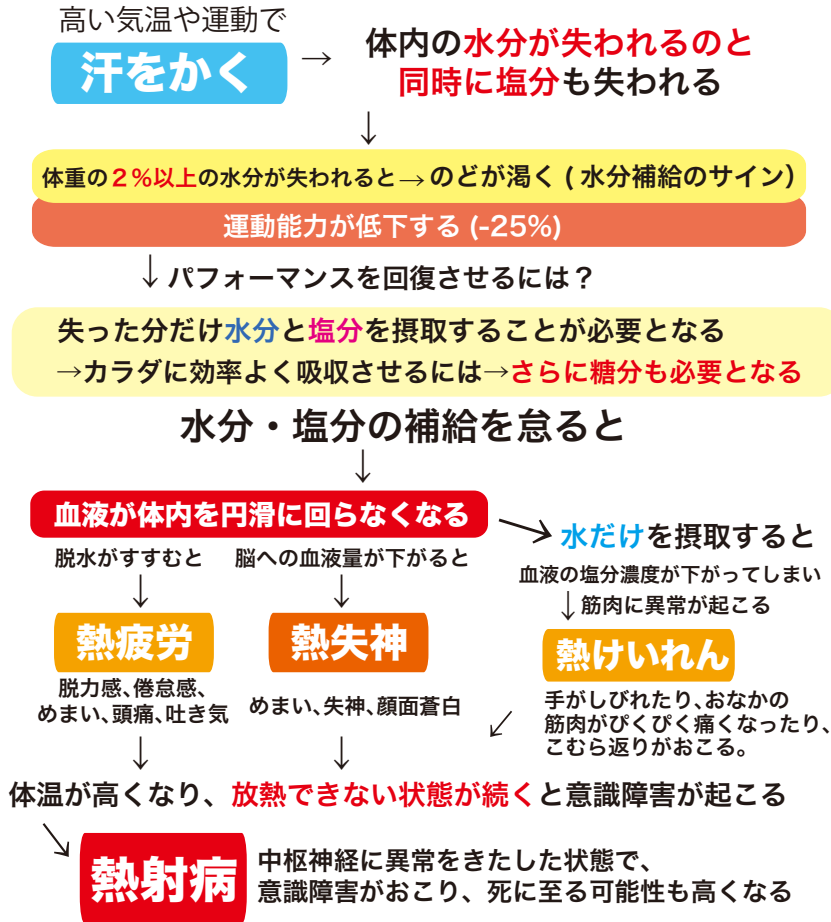 高い気温や運動で
汗をかく
→
体内の水分が失われるのと
同時に塩分も失われる
↓
体重の2%以上の水分が失われると→のどが渇く(水分補給のサイン)
運動能力が低下する(-25%)
↓パフォーマンスを回復させるには?
失った分だけ水分と塩分を摂取することが必要となる
→カラダに効率よく吸収させるには→さらに糖分も必要となる
水分・塩分の補給を怠ると
↓
血液が体内を円滑に回らなくなる
脱水がすすむと
↓
熱疲労
脱力感、倦怠感、
めまい、頭痛、吐き気
↓
脳への血液量が下がると
↓
熱失神
めまい、失神、顔面蒼白
↓
→水だけを摂取すると
血液の塩分濃度が下がってしまい
↓筋肉に異常が起こる
熱けいれん
手がしびれたり、おなかの
筋肉がぴくぴく痛くなったり、
こむら返りがおこる。
体温が高くなり、放熱できない状態が続くと意識障害が起こる
熱射病
中枢神経に異常をきたした状態で、
意識障害がおこり、死に至る可能性も高くなる